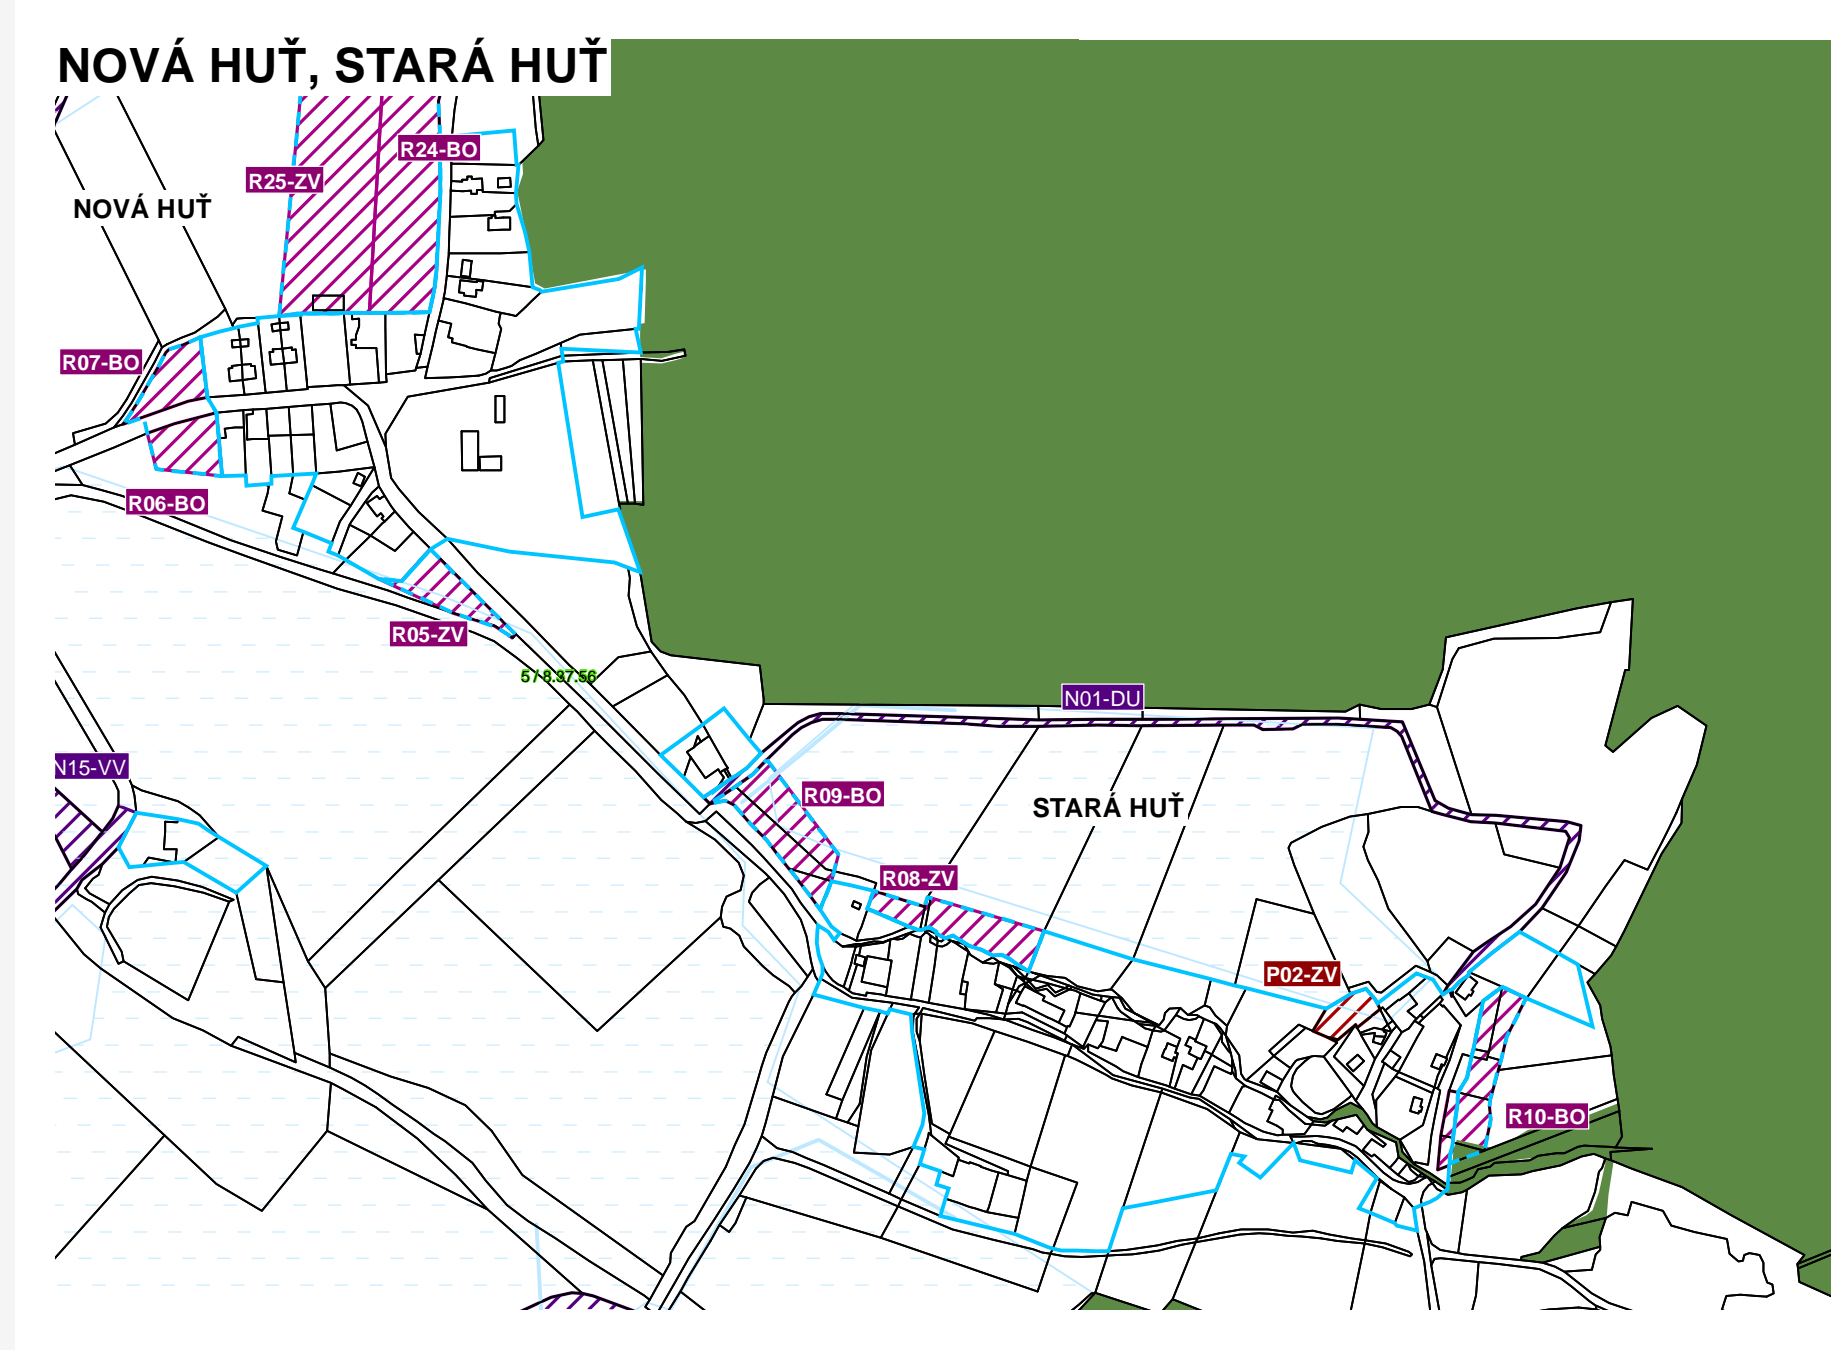 NOVÁ HUŤ, STARÁ HUŤ
R24-BO
R25-ZV
NOVÁ HUŤ
R07-BO
R06-BO
R05-ZV
5 / 8.37.56
N01-DU
N15-VV
R09-BO
STARÁ HUŤ
R08-ZV
P02-ZV
R10-BO